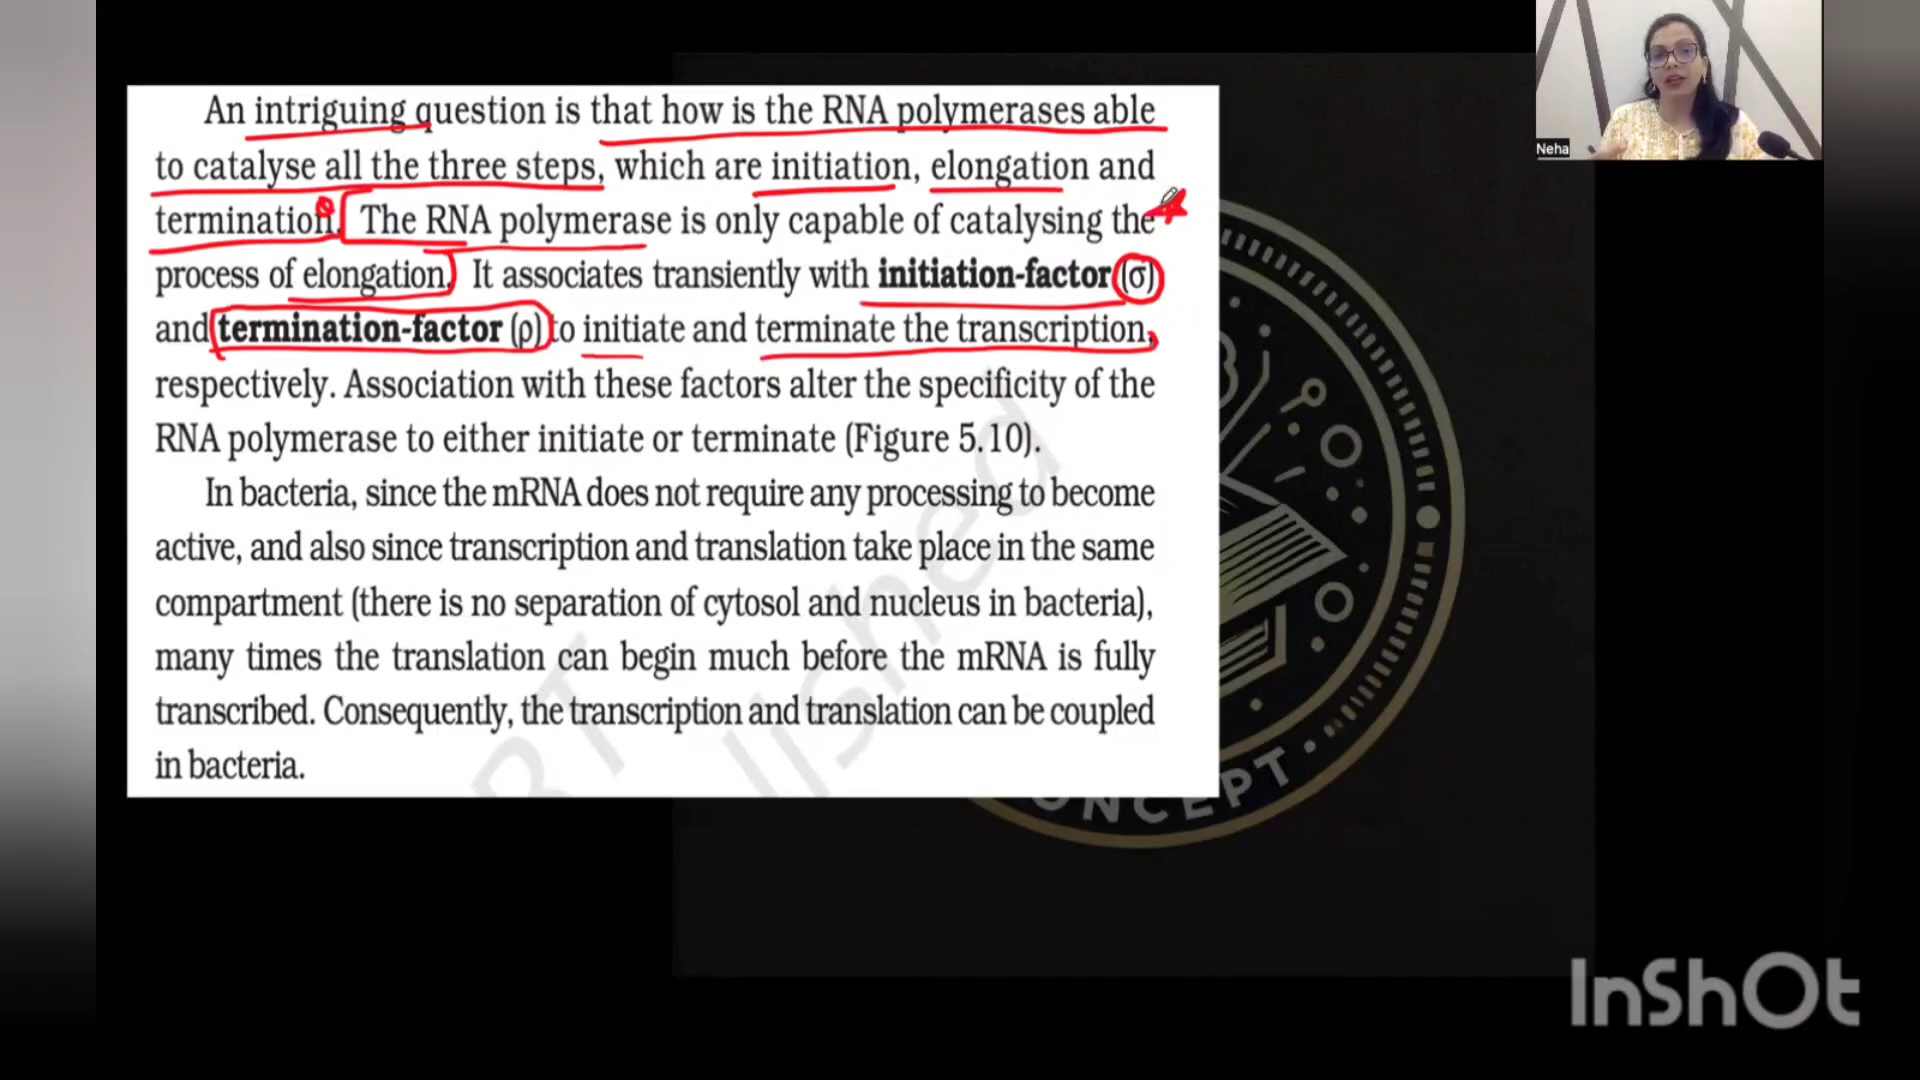 An intriguing question is that how is the RNA polymerases able
to catalyse all the three steps, which are initiation, elongation and
termination. The RNA polymerase is only capable of catalysing the
process of elongation. It associates transiently with initiation-factor (σ)
and termination-factor (ρ) to initiate and terminate the transcription,
respectively. Association with these factors alter the specificity of the
RNA polymerase to either initiate or terminate (Figure 5.10).
In bacteria, since the mRNA does not require any processing to become
active, and also since transcription and translation take place in the same
compartment (there is no separation of cytosol and nucleus in bacteria),
many times the translation can begin much before the mRNA is fully
transcribed. Consequently, the transcription and translation can be coupled
in bacteria.
Neha
InShOt